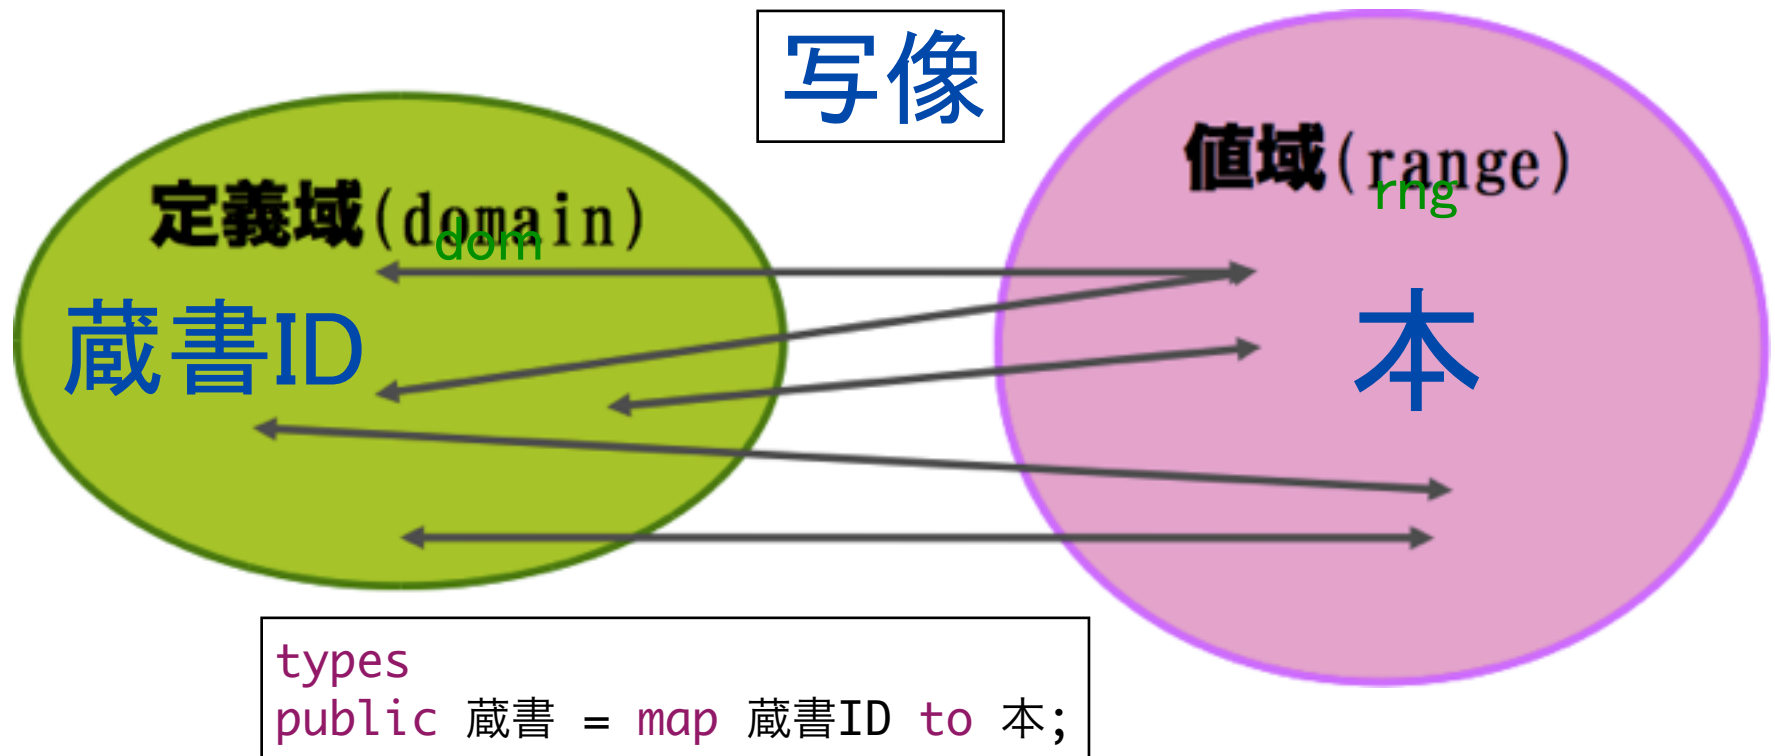 写像
定義域(domain)
dom
値域(range)
rng
蔵書ID
本
types
public 蔵書 = map 蔵書ID to 本;